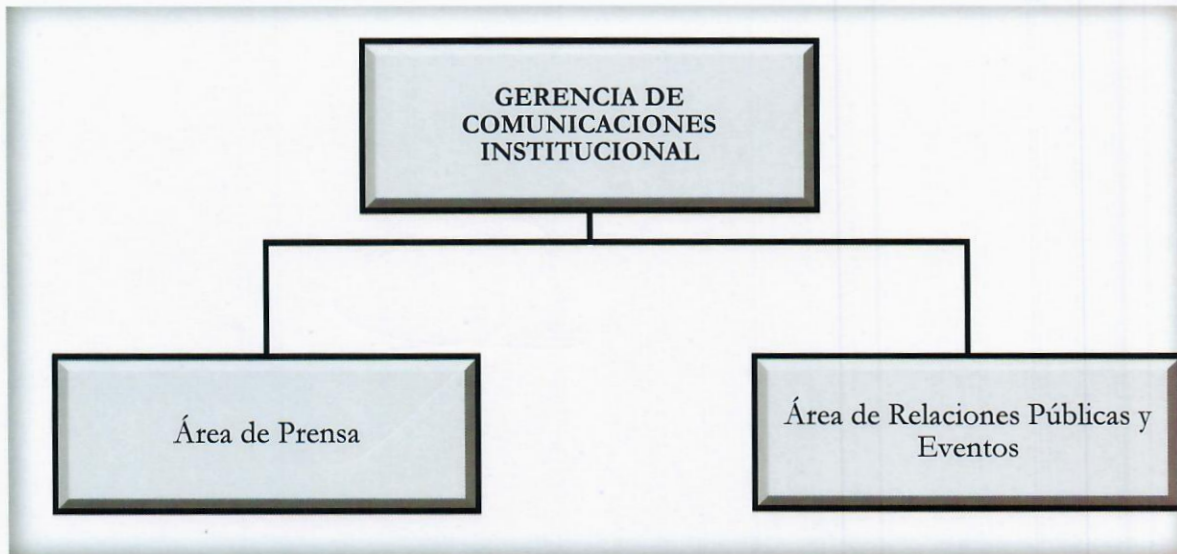 GERENCIA DE
COMUNICACIONES
INSTITUCIONAL
Área de Prensa
Área de Relaciones Públicas y
Eventos